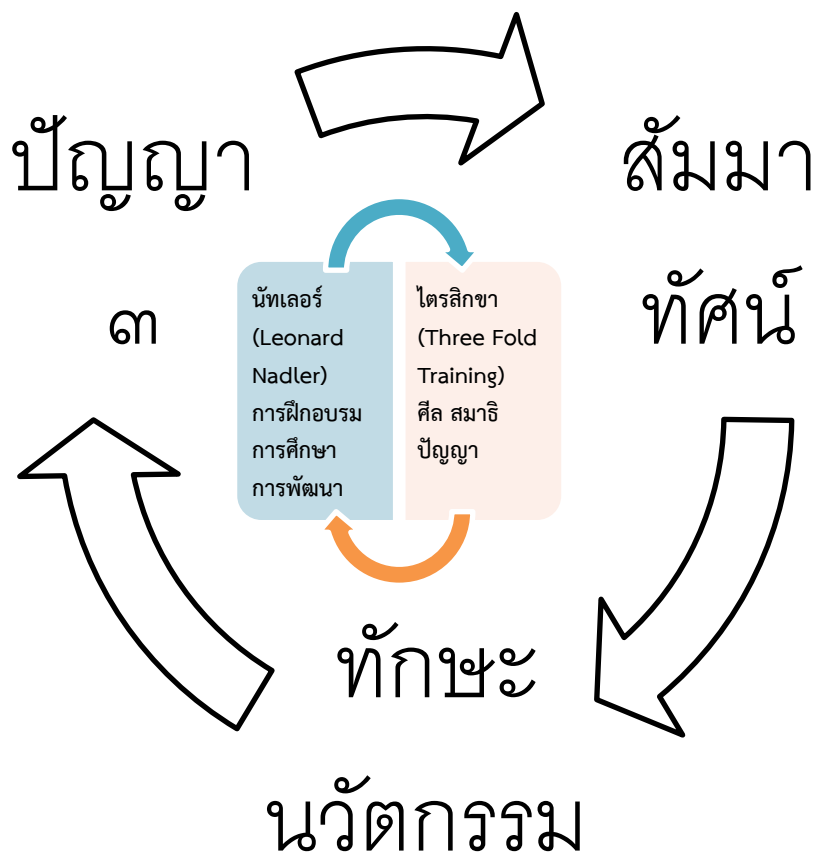 ปัญญา
๓
สัมมา
ทัศน์
นัทเลอร์
(Leonard
Nadler)
การฝึกอบรม
การศึกษา
การพัฒนา
ไตรสิกขา
(Three Fold
Training)
ศีล สมาธิ
ปัญญา
ทักษะ
นวัตกรรม